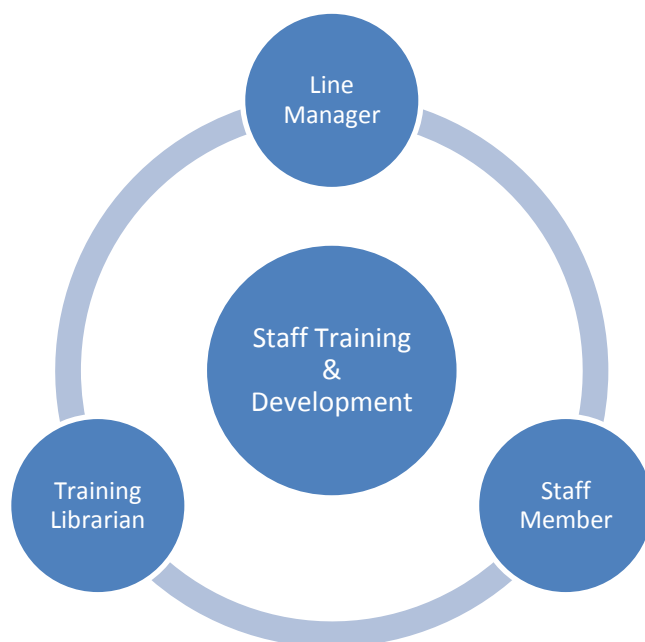 Line
Manager
Staff Training
&
Development
Training
Librarian
Staff
Member